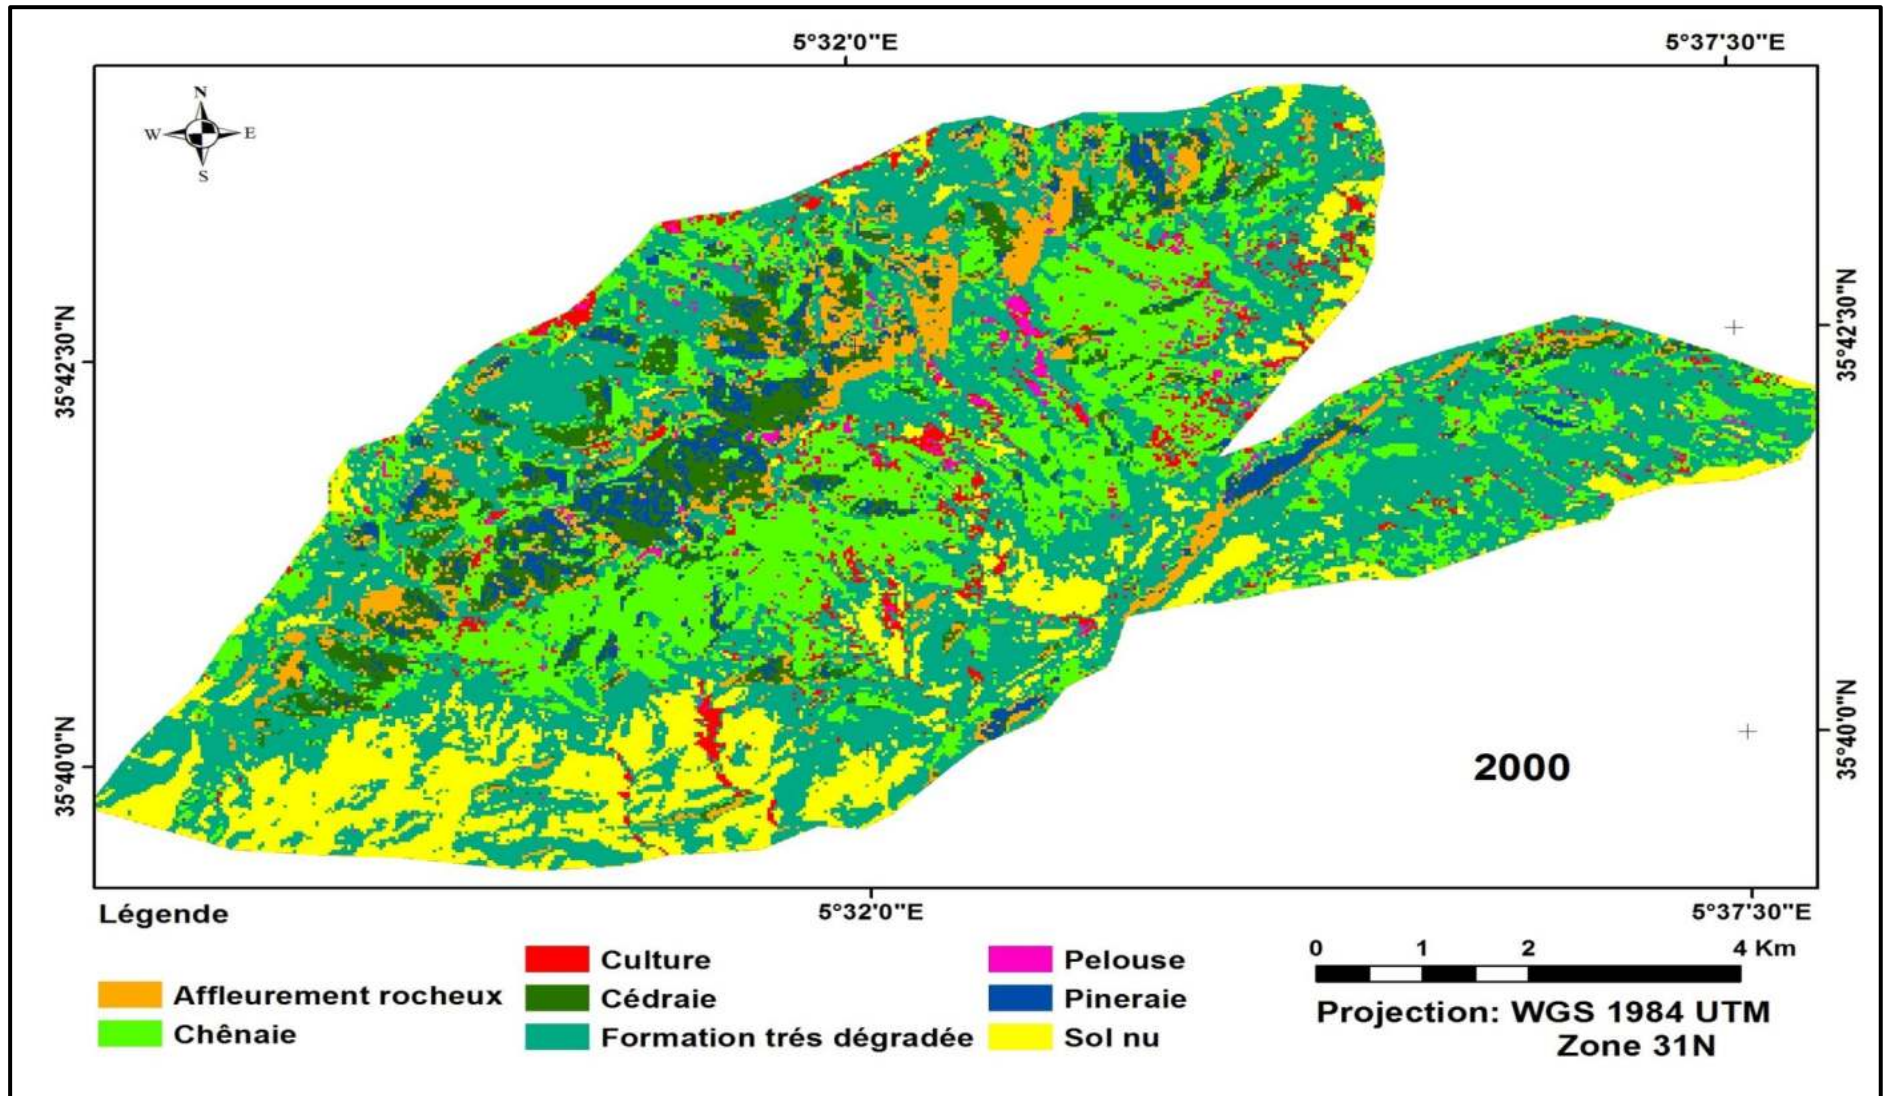 5°32'0"E
5°37'30"E
N
W
E
S
35°42'30"N
35°42'30"N
35°40'0"N
35°40'0"N
2000
5°32'0"E
5°37'30"E
Légende
Affleurement rocheux
Chênaie
Culture
Cédraie
Formation trés dégradée
Pelouse
Pineraie
Sol nu
0 1 2 4 Km
Projection: WGS 1984 UTM
Zone 31N